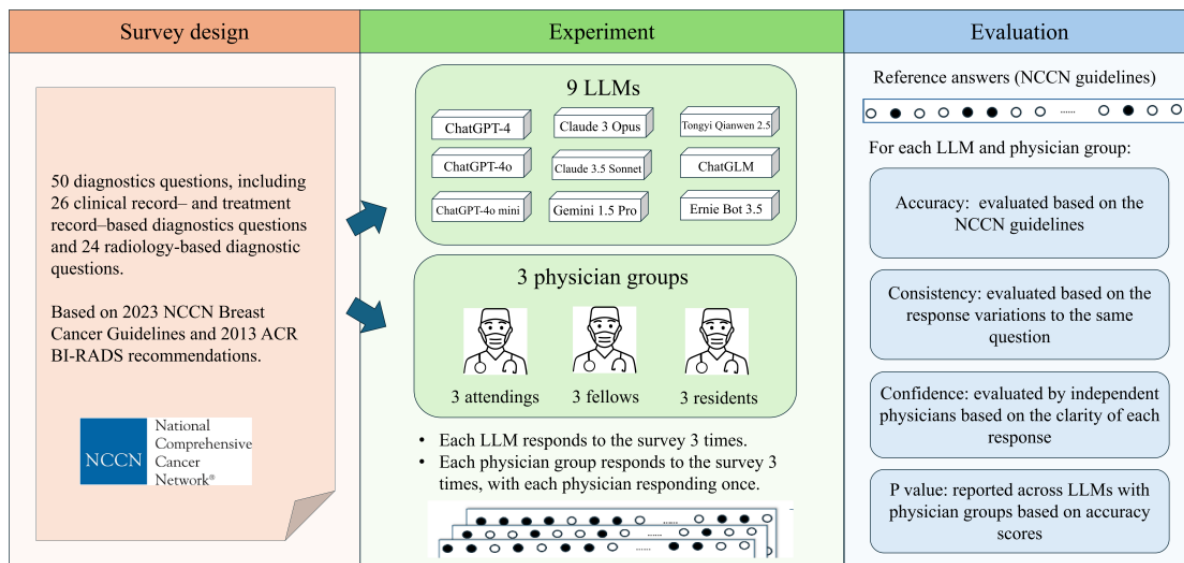 Survey design
50 diagnostics questions, including
26 clinical record– and treatment
record–based diagnostics questions
and 24 radiology-based diagnostic
questions.
Based on 2023 NCCN Breast
Cancer Guidelines and 2013 ACR
BI-RADS recommendations.
NCCN
National
Comprehensive
Cancer
Network®
Experiment
9 LLMs
ChatGPT-4
Claude 3 Opus
Tongyi Qianwen 2.5
ChatGPT-4o
Claude 3.5 Sonnet
ChatGLM
ChatGPT-4o mini
Gemini 1.5 Pro
Ernie Bot 3.5
3 physician groups
3 attendings
3 fellows
3 residents
• Each LLM responds to the survey 3 times.
• Each physician group responds to the survey 3
times, with each physician responding once.
......
......
......
Evaluation
Reference answers (NCCN guidelines)
......
For each LLM and physician group:
Accuracy: evaluated based on the
NCCN guidelines
Consistency: evaluated based on the
response variations to the same
question
Confidence: evaluated by independent
physicians based on the clarity of each
response
P value: reported across LLMs with
physician groups based on accuracy
scores